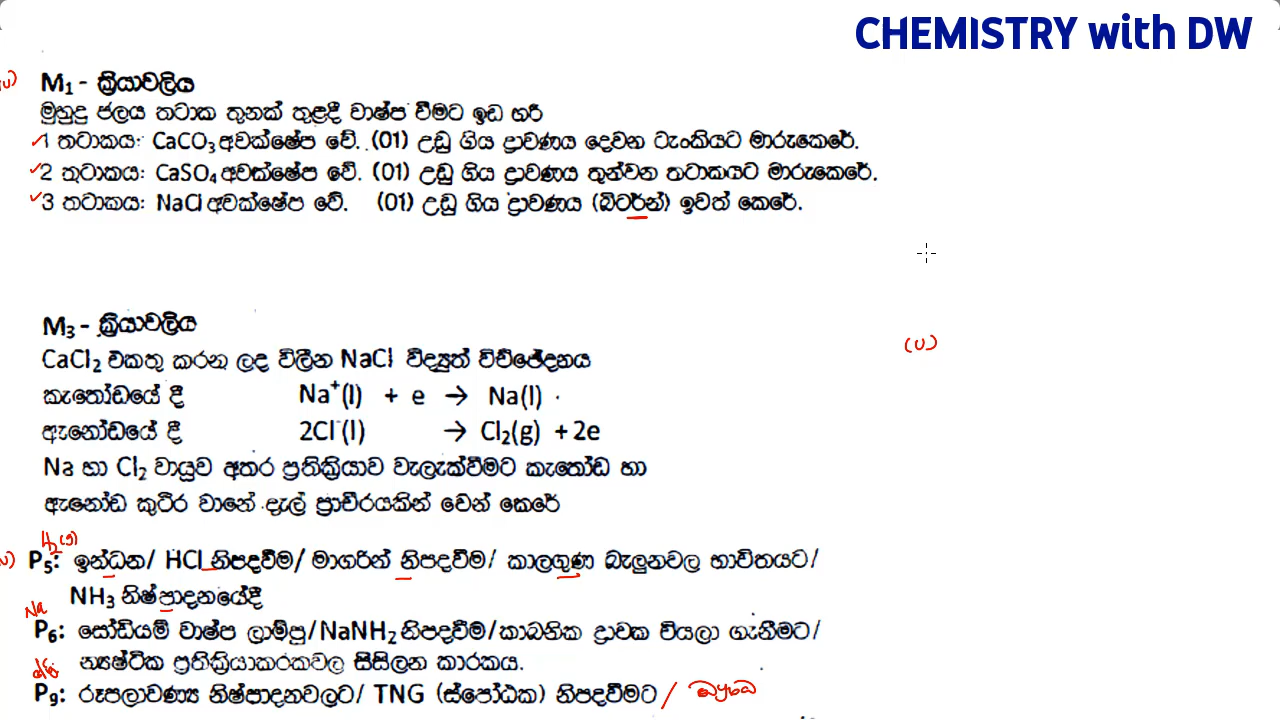 CHEMISTRY with DW
M₁ - ක්‍රියාවලිය
මුහුදු ජලය තටාක තුනක් තුළදී වාෂ්ප වීමට ඉඩ හරී
1 තටාකය: CaCO₃ අවක්ෂේප වේ. (01) උඩු ගිය ද්‍රාවණය දෙවන ටැංකියට මාරුකෙරේ.
2 තටාකය: CaSO₄ අවක්ෂේප වේ. (01) උඩු ගිය ද්‍රාවණය තුන්වන තටාකයට මාරුකෙරේ.
3 තටාකය: NaCl අවක්ෂේප වේ. (01) උඩු ගිය ද්‍රාවණය (බිටර්න්) ඉවත් කෙරේ.
M₃ - ක්‍රියාවලිය
(v)
CaCl₂ එකතු කරන ලද විලීන NaCl විද්‍යුත් විච්ඡේදනය
කැතෝඩයේ දී Na⁺(l) + e → Na(l)
ඇනෝඩයේ දී 2Cl⁻(l) → Cl₂(g) + 2e
Na හා Cl₂ වායුව අතර ප්‍රතික්‍රියාව වැලැක්වීමට කැතෝඩ හා
ඇනෝඩ කුටීර වානේ දැල් ප්‍රාචීරයකින් වෙන් කෙරේ
H₂(g)
P₅: ඉන්ධන/ HCl නිපදවීම/ මාගරින් නිපදවීම/ කාලගුණ බැලුනවල භාවිතයට/
NH₃ නිෂ්පාදනයේදී
Na
P₆: සෝඩියම් වාෂ්ප ලාම්පු/NaNH₂ නිපදවීම/කාබනික ද්‍රාවක වියලා ගැනීමට/
න්‍යෂ්ටික ප්‍රතික්‍රියාකරකවල සිසිලන කාරකය.
P₉: රූපලාවණ්‍ය නිෂ්පාදනවලට/ TNG (ස්පෝඨක) නිපදවීමට /